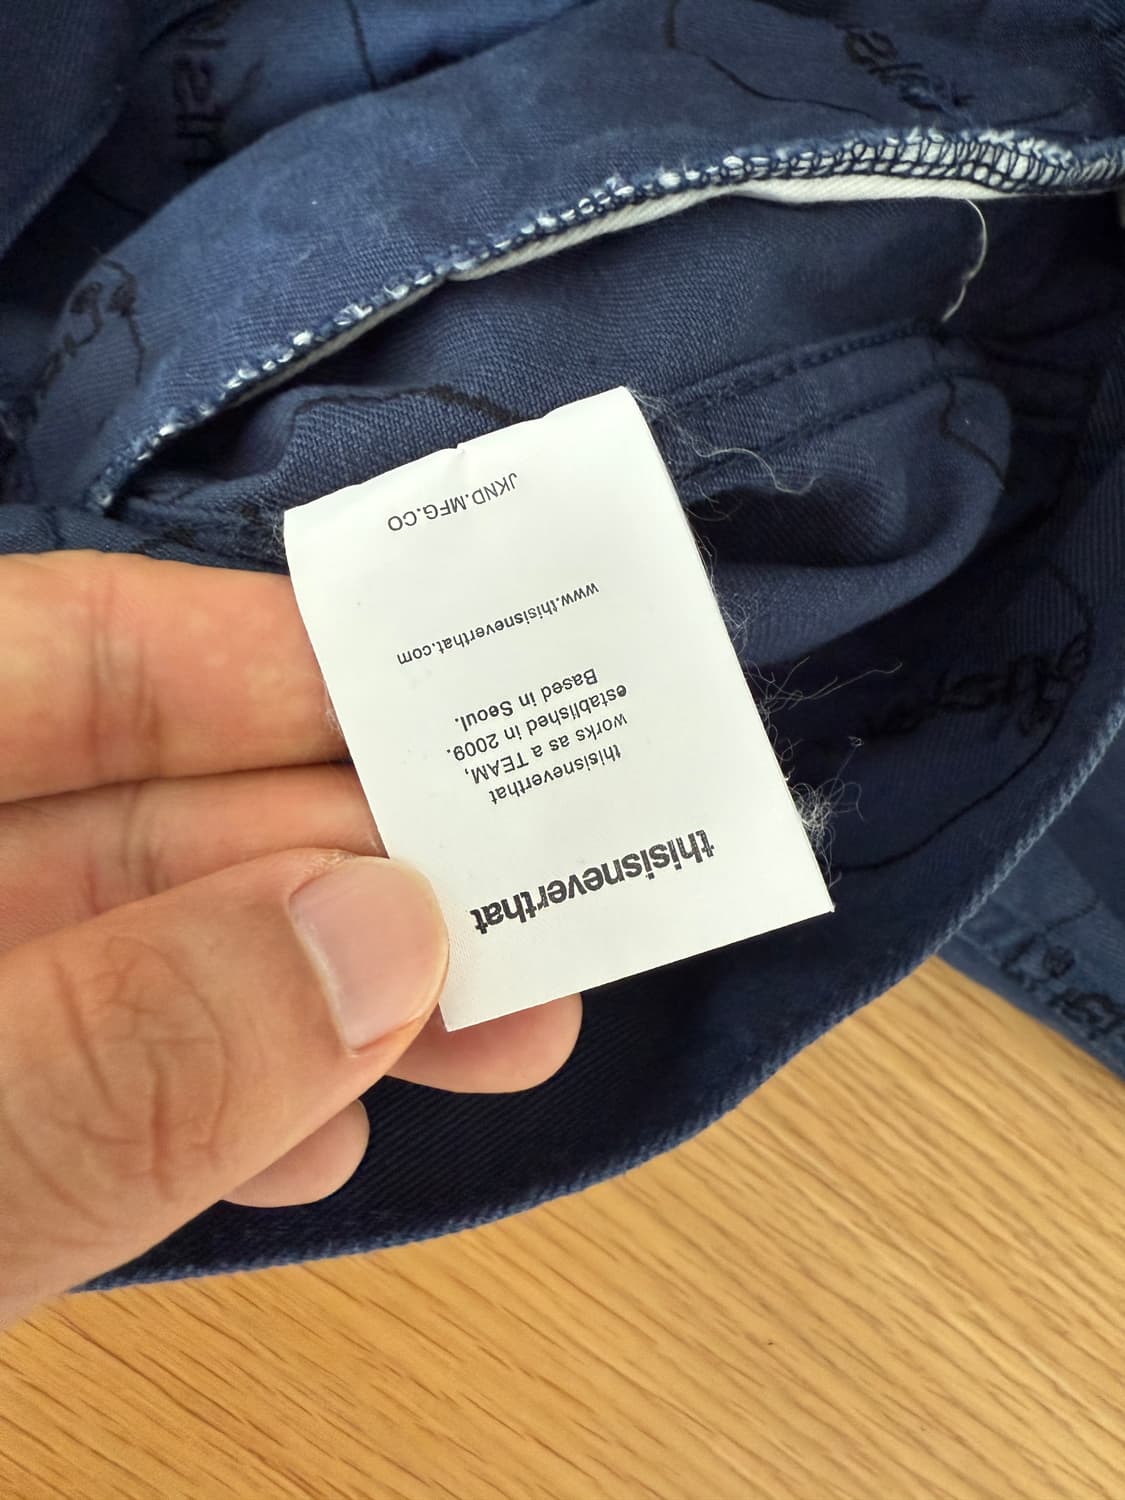 thisisneverthat
thisisneverthat
works as a TEAM,
established in 2009.
Based in Seoul.
www.thisisneverthat.com
JKND.MFG.CO